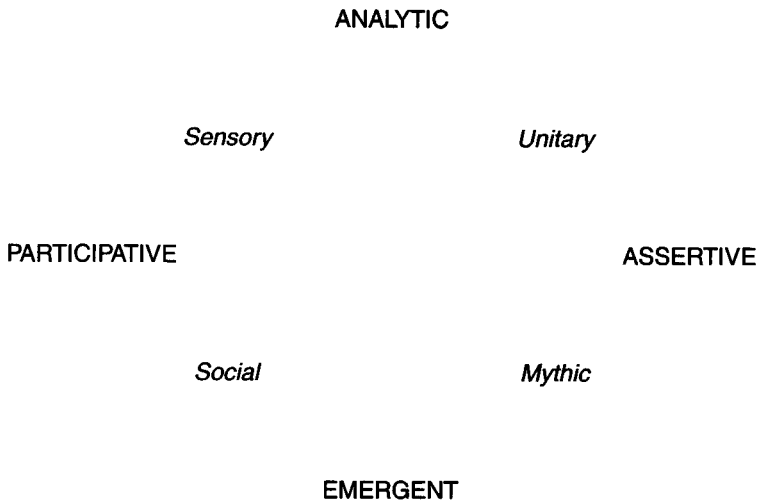 ANALYTIC
Sensory Unitary
PARTICIPATIVE ASSERTIVE
Social Mythic
EMERGENT